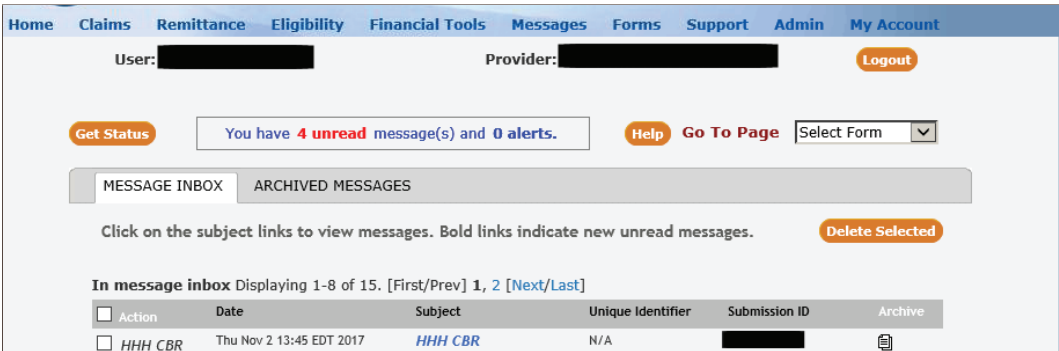 Home Claims Remittance Eligibility Financial Tools Messages Forms Support Admin My Account
User: Provider: Logout
Get Status You have 4 unread message(s) and 0 alerts. Help Go To Page Select Form
MESSAGE INBOX ARCHIVED MESSAGES
Click on the subject links to view messages. Bold links indicate new unread messages. Delete Selected
In message inbox Displaying 1-8 of 15. [First/Prev] 1, 2 [Next/Last]
Action Date Subject Unique Identifier Submission ID Archive
HHH CBR Thu Nov 2 13:45 EDT 2017 HHH CBR N/A